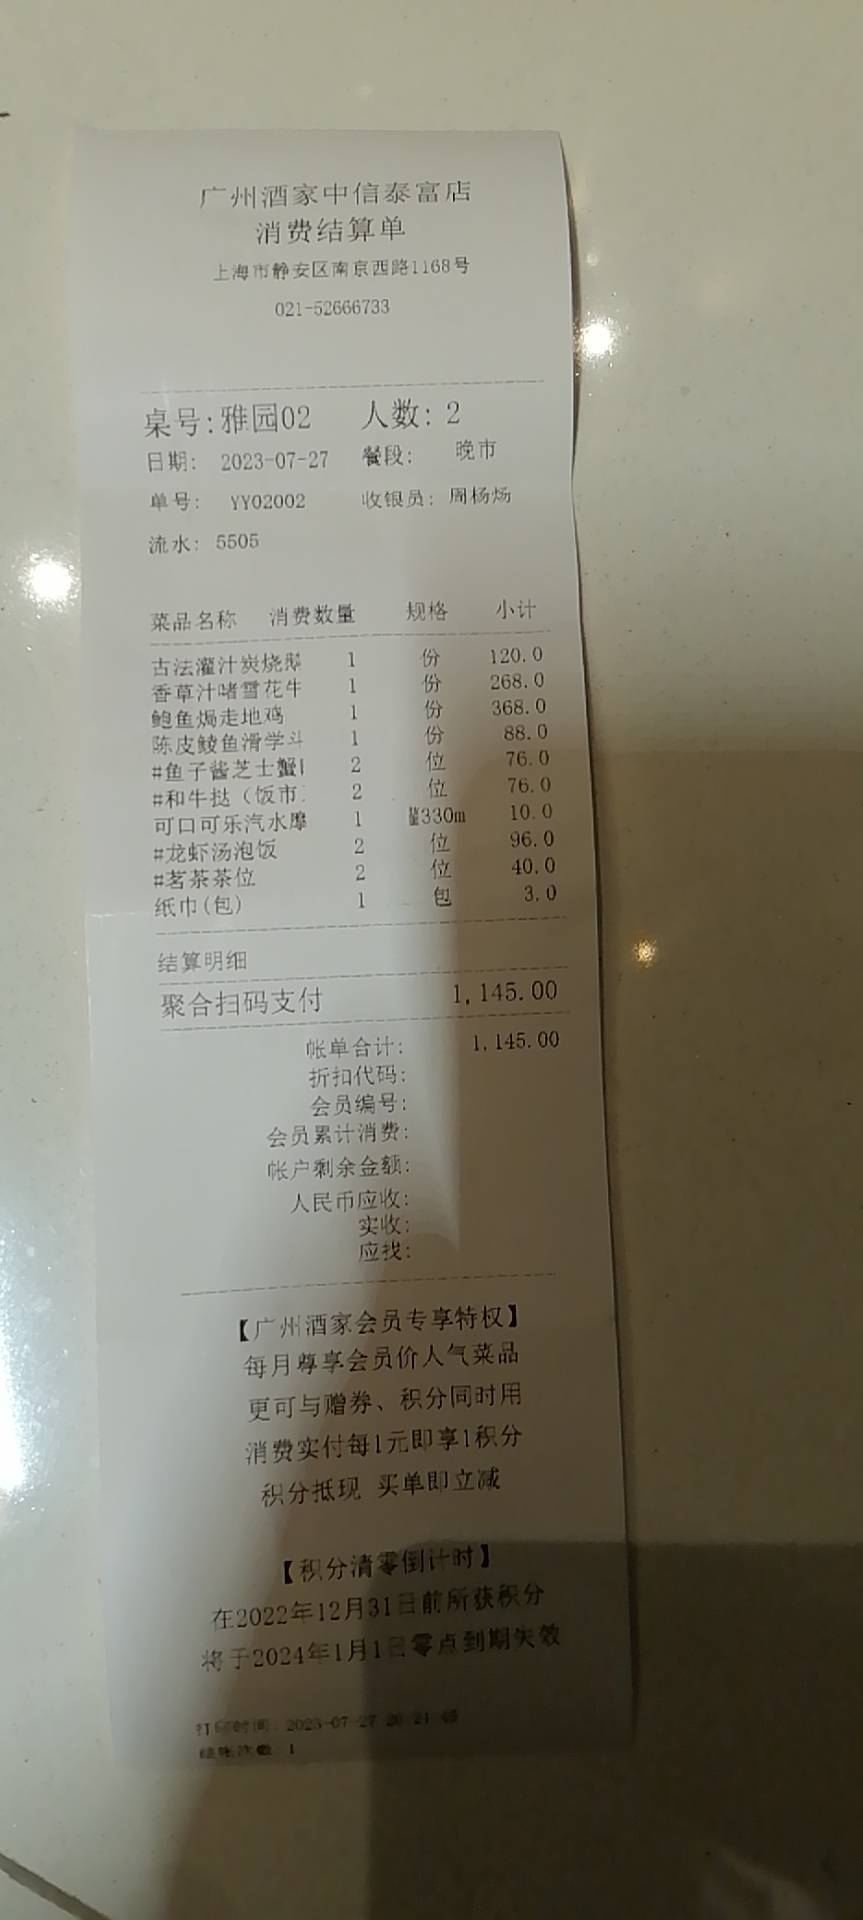 广州酒家中信泰富店
消费结算单
上海市静安区南京西路1168号
021-52666733
桌号:雅园02 人数: 2
日期: 2023-07-27 餐段: 晚市
单号: YY02002 收银员: 周杨炀
流水: 5505
菜品名称 消费数量 规格 小计
古法灌汁炭烧鹅 1 份 120.0
香草汁啫雪花牛 1 份 268.0
鲍鱼焗走地鸡 1 份 368.0
陈皮鲮鱼滑学斗 1 份 88.0
#鱼子酱芝士蟹 2 位 76.0
#和牛挞（饭市 2 位 76.0
可口可乐汽水摩 1 330m 10.0
#龙虾汤泡饭 2 位 96.0
#茗茶茶位 2 位 40.0
纸巾(包) 1 包 3.0
结算明细
聚合扫码支付 1,145.00
帐单合计: 1,145.00
折扣代码:
会员编号:
会员累计消费:
帐户剩余金额:
人民币应收:
实收:
应找:
【广州酒家会员专享特权】
每月尊享会员价人气菜品
更可与赠券、积分同时用
消费实付每1元即享1积分
积分抵现 买单即立减
【积分清零倒计时】
在2022年12月31日前所获积分
将于2024年1月1日零点到期失效
打印时间: 2023-07-27
结账次数: 1